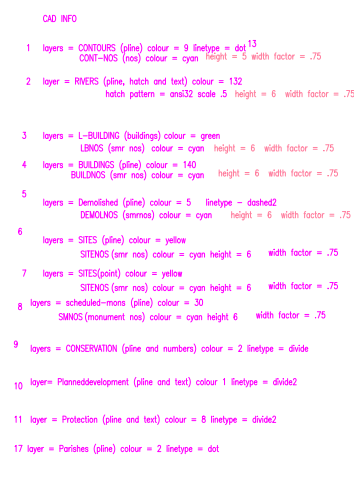 CAD INFO
1 layers = CONTOURS (pline) colour = 9 linetype = dot 13
CONT-NOS (nos) colour = cyan height = 5 width factor = .75
2 layer = RIVERS (pline, hatch and text) colour = 132
hatch pattern = ansi32 scale .5 height = 6 width factor = .75
3 layers = L-BUILDING (buildings) colour = green
LBNOS (smr nos) colour = cyan height = 6 width factor = .75
4 layers = BUILDINGS (pline) colour = 140
BUILDNOS (smr nos) colour = cyan height = 6 width factor = .75
5
layers = Demolished (pline) colour = 5 linetype - dashed2
DEMOLNOS (smrnos) colour = cyan height = 6 width factor = .75
6
layers = SITES (pline) colour = yellow
SITENOS (smr nos) colour = cyan height = 6 width factor = .75
7 layers = SITES(point) colour = yellow
SITENOS (smr nos) colour = cyan height = 6 width factor = .75
8 layers = scheduled-mons (pline) colour = 30
SMNOS (monument nos) colour = cyan height 6 width factor = .75
9 layers = CONSERVATION (pline and numbers) colour = 2 linetype = divide
10 layer= Planneddevelopment (pline and text) colour 1 linetype = divide2
11 layer = Protection (pline and text) colour = 8 linetype = divide2
17 layer = Parishes (pline) colour = 2 linetype = dot